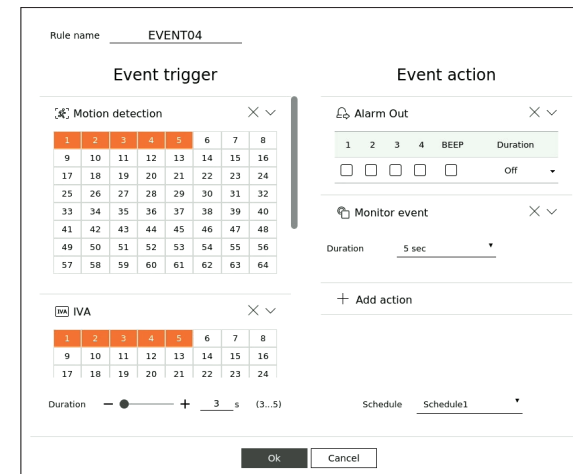 Rule name EVENT04
Event trigger
Motion detection
1 2 3 4 5 6 7 8
9 10 11 12 13 14 15 16
17 18 19 20 21 22 23 24
25 26 27 28 29 30 31 32
33 34 35 36 37 38 39 40
41 42 43 44 45 46 47 48
49 50 51 52 53 54 55 56
57 58 59 60 61 62 63 64
IVA IVA
1 2 3 4 5 6 7 8
9 10 11 12 13 14 15 16
17 18 19 20 21 22 23 24
Duration 3 s (3...5)
Event action
Alarm Out
1 2 3 4 BEEP Duration
Off
Monitor event
Duration 5 sec
+ Add action
Schedule Schedule1
Ok Cancel